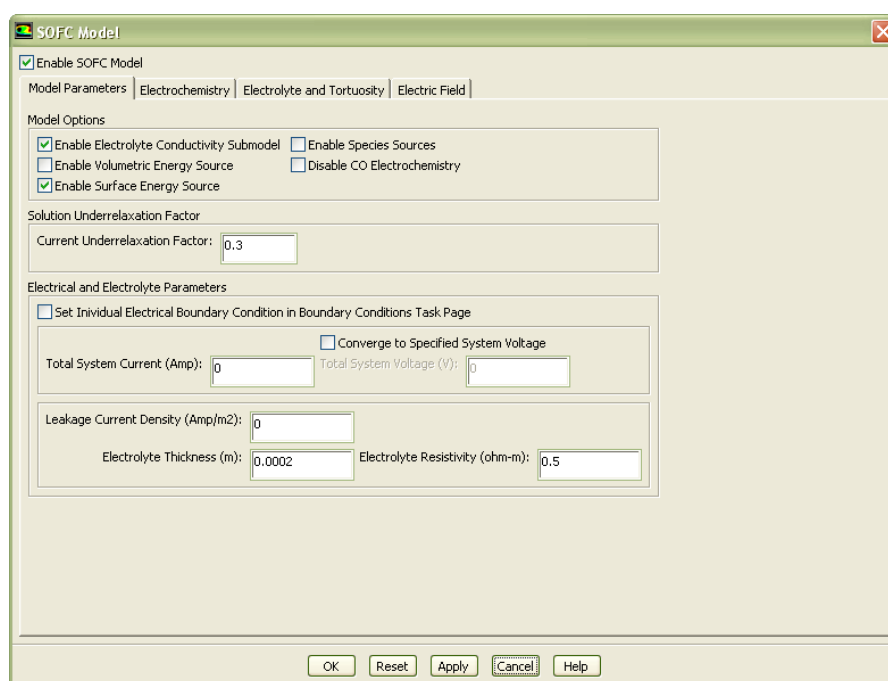 SOFC Model
Enable SOFC Model
Model Parameters Electrochemistry Electrolyte and Tortuosity Electric Field
Model Options
Enable Electrolyte Conductivity Submodel Enable Species Sources
Enable Volumetric Energy Source Disable CO Electrochemistry
Enable Surface Energy Source
Solution Underrelaxation Factor
Current Underrelaxation Factor: 0.3
Electrical and Electrolyte Parameters
Set Inividual Electrical Boundary Condition in Boundary Conditions Task Page
Converge to Specified System Voltage
Total System Current (Amp): 0 Total System Voltage (V): 0
Leakage Current Density (Amp/m2): 0
Electrolyte Thickness (m): 0.0002 Electrolyte Resistivity (ohm-m): 0.5
OK Reset Apply Cancel Help